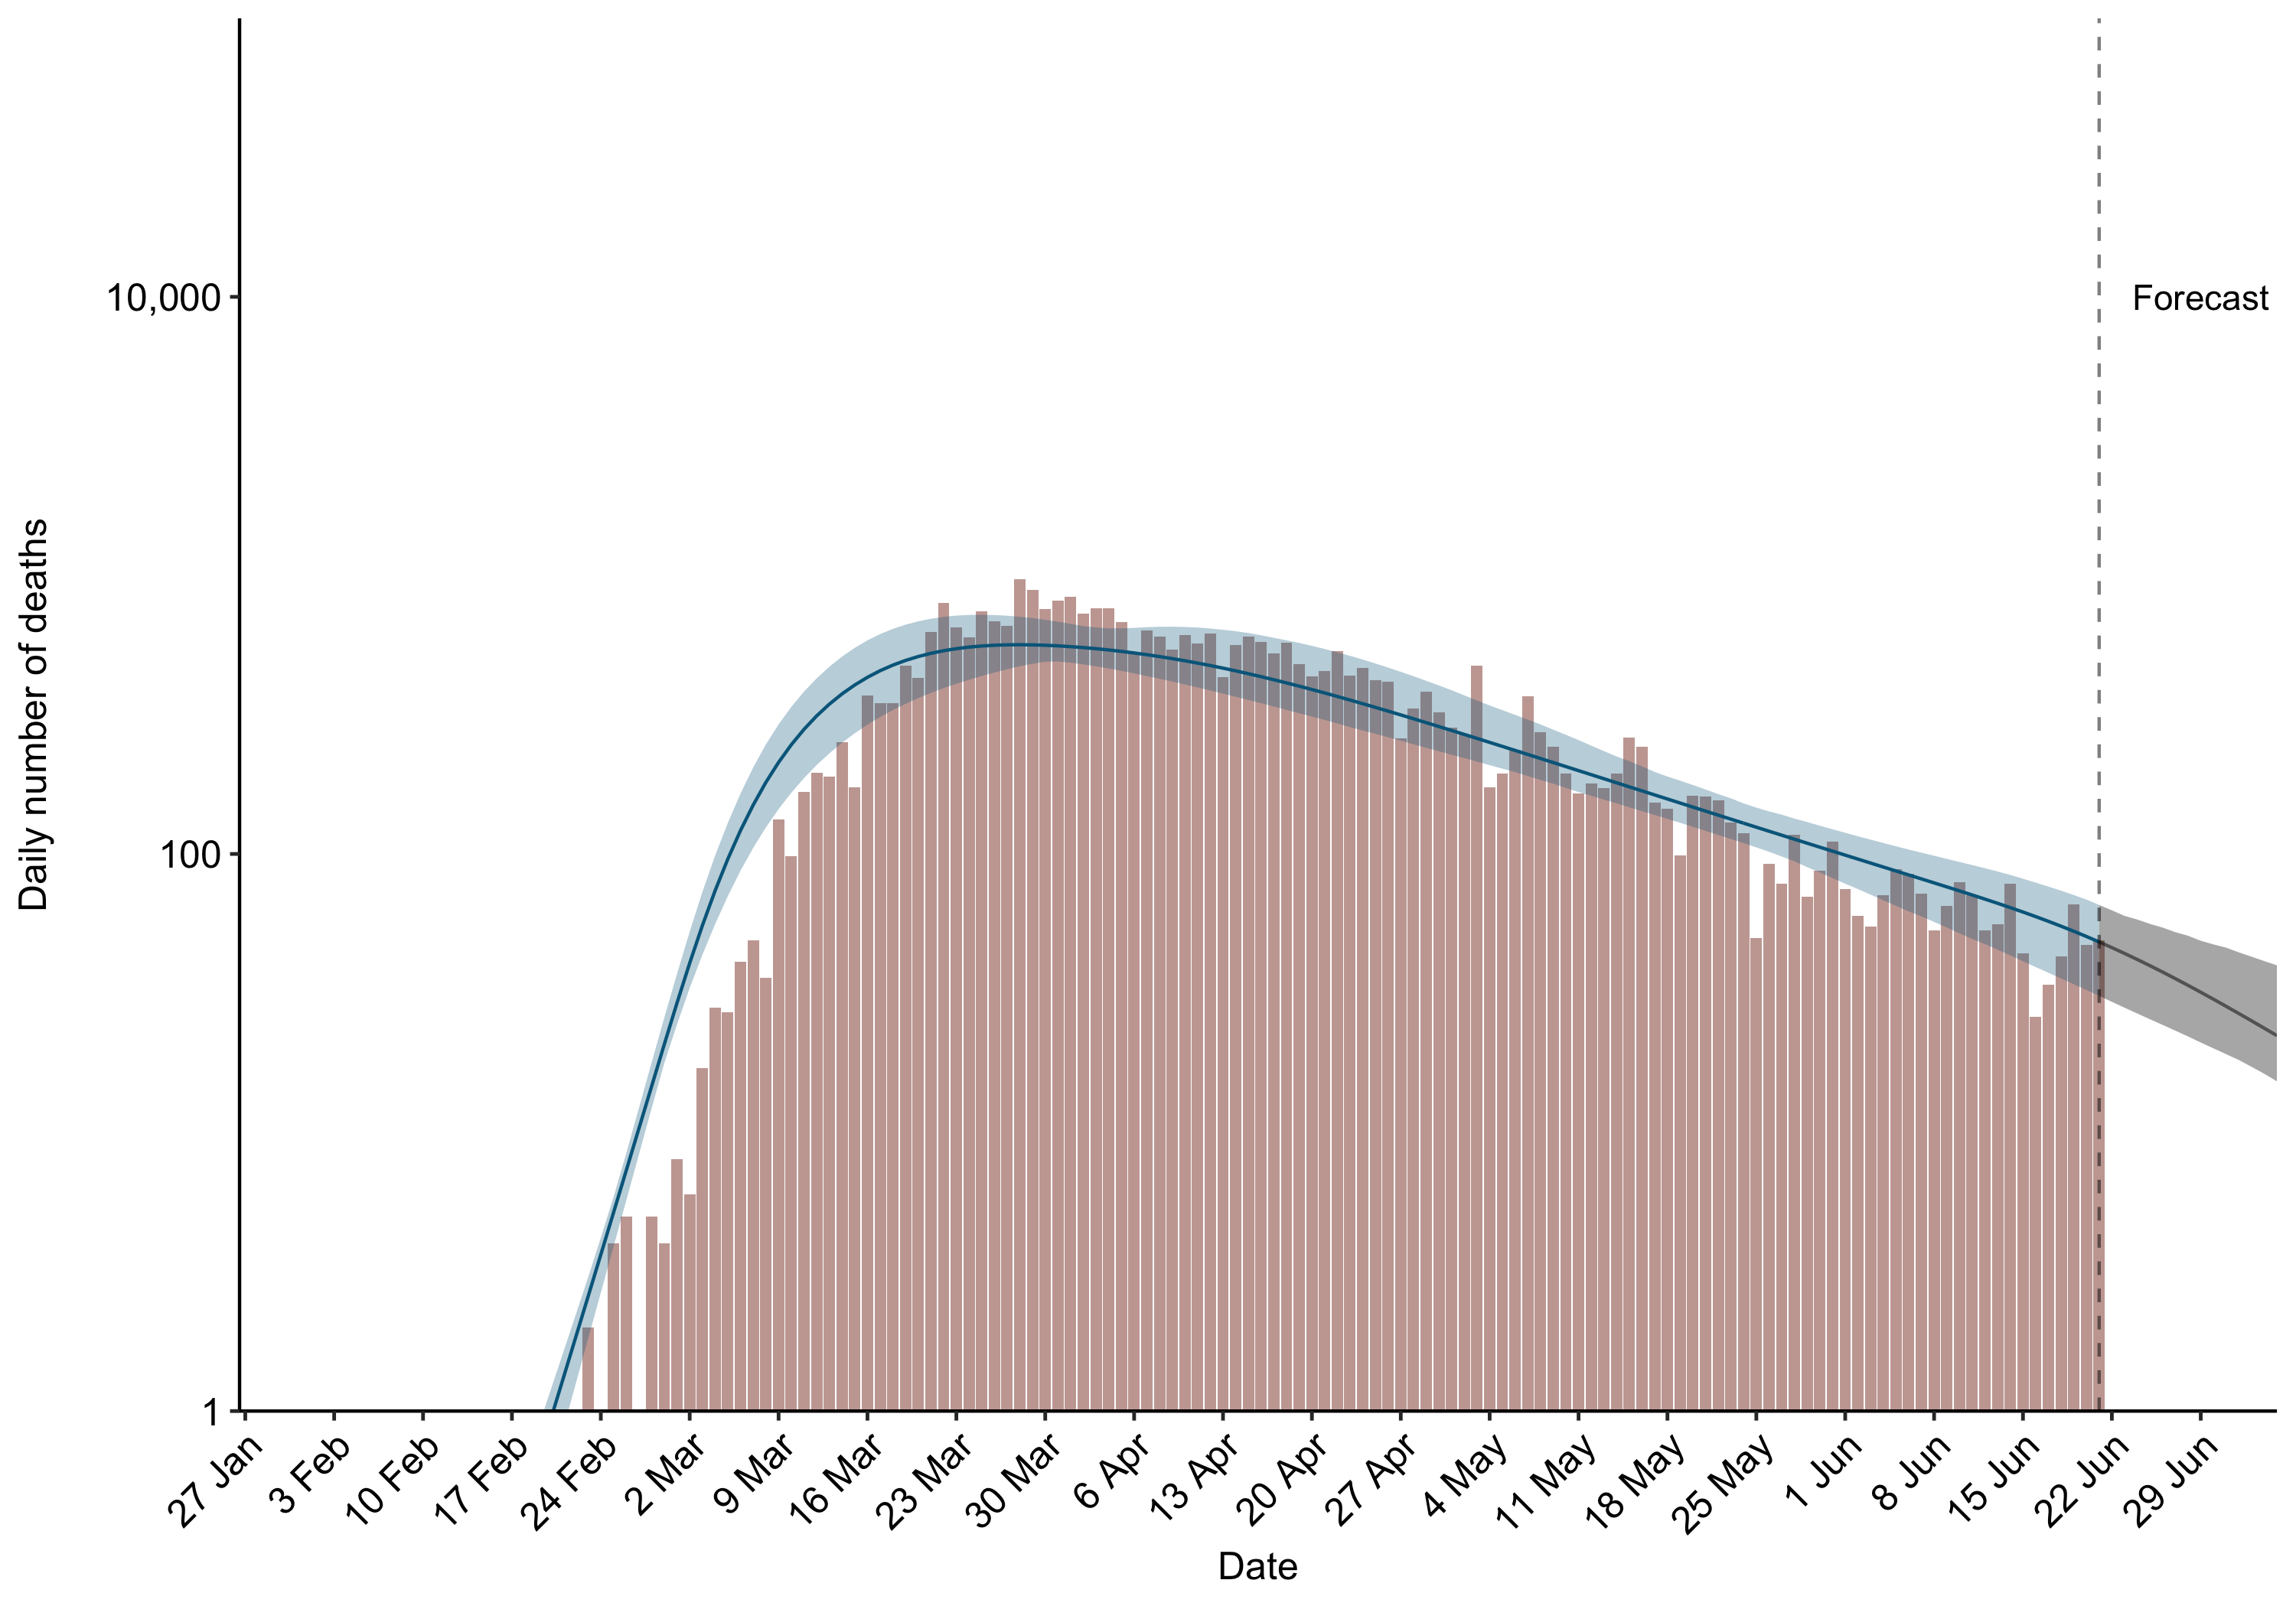 10,000
Forecast
Daily number of deaths
100
1
27 Jan
3 Feb
10 Feb
17 Feb
24 Feb
2 Mar
9 Mar
16 Mar
23 Mar
30 Mar
6 Apr
13 Apr
20 Apr
27 Apr
4 May
11 May
18 May
25 May
1 Jun
8 Jun
15 Jun
22 Jun
29 Jun
Date